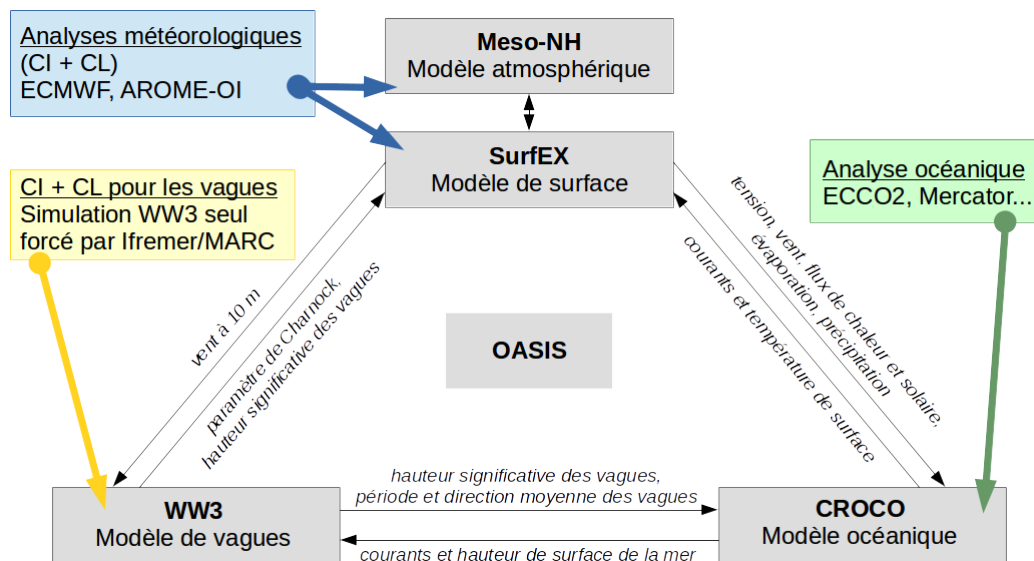 Analyses météorologiques
(CI + CL)
ECMWF, AROME-OI
Meso-NH
Modèle atmosphérique
SurfEX
Modèle de surface
CI + CL pour les vagues
Simulation WW3 seul
forcé par Ifremer/MARC
Analyse océanique
ECCO2, Mercator...
vent à 10 m
paramètre de Charnock,
hauteur significative des vagues
OASIS
tension, vent, flux de chaleur et solaire,
évaporation, précipitation
courants et température de surface
hauteur significative des vagues,
période et direction moyenne des vagues
WW3
Modèle de vagues
CROCO
Modèle océanique
courants et hauteur de surface de la mer